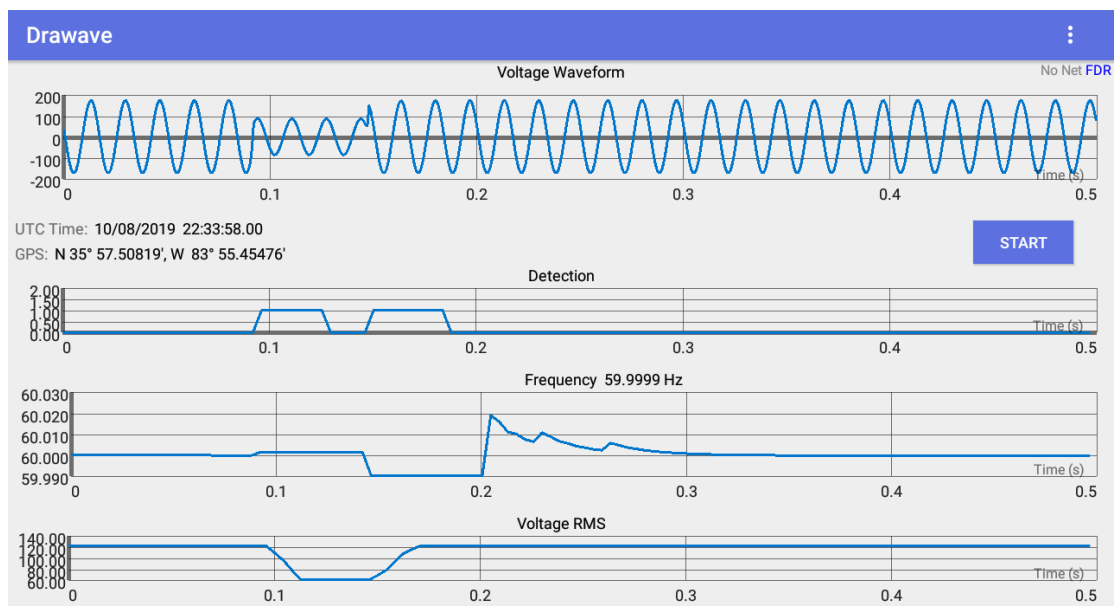 Drawave
Voltage Waveform
No Net FDR
200
100
0
-100
-200
Time (s)
0 0.1 0.2 0.3 0.4 0.5
UTC Time: 10/08/2019 22:33:58.00
GPS: N 35° 57.50819', W 83° 55.45476'
START
Detection
2.00
1.50
1.00
0.50
0.00
Time (s)
0 0.1 0.2 0.3 0.4 0.5
Frequency 59.9999 Hz
60.030
60.020
60.010
60.000
59.990
Time (s)
0 0.1 0.2 0.3 0.4 0.5
Voltage RMS
140.00
120.00
100.00
80.00
60.00
Time (s)
0 0.1 0.2 0.3 0.4 0.5